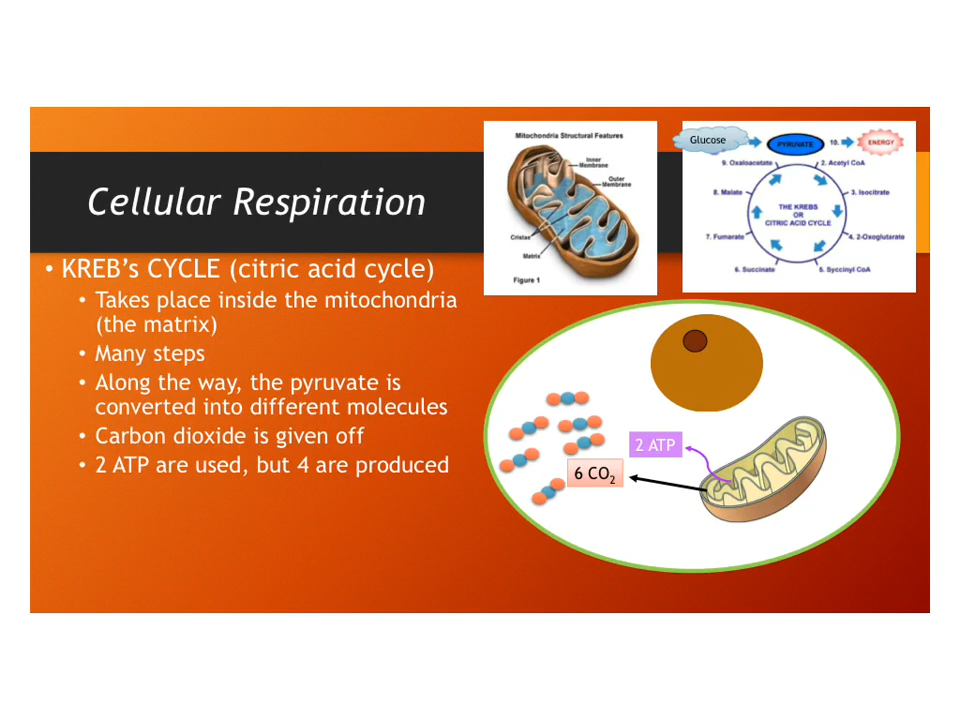 Cellular Respiration
• KREB's CYCLE (citric acid cycle)
• Takes place inside the mitochondria
(the matrix)
• Many steps
• Along the way, the pyruvate is
converted into different molecules
• Carbon dioxide is given off
• 2 ATP are used, but 4 are produced
Mitochondria Structural Features
Inner
Membrane
Outer
Membrane
Cristae
Matrix
Figure 1
Glucose
PYRUVATE
10.
ENERGY
9. Oxaloacetate
2. Acetyl CoA
8. Malate
3. Isocitrate
THE KREBS
OR
CITRIC ACID CYCLE
7. Fumarate
4. 2-Oxoglutarate
6. Succinate
5. Syccinyl CoA
2 ATP
6 CO₂